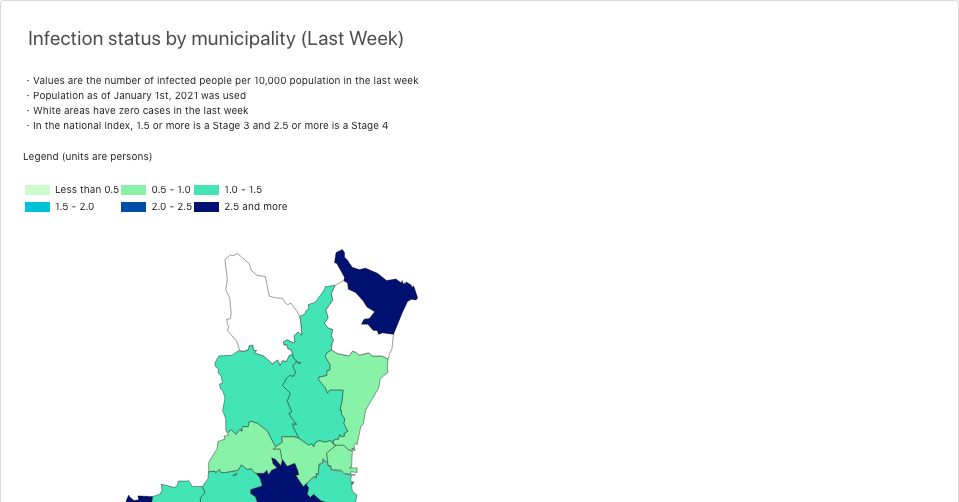 Infection status by municipality (Last Week)
· Values are the number of infected people per 10,000 population in the last week
· Population as of January 1st, 2021 was used
· White areas have zero cases in the last week
· In the national index, 1.5 or more is a Stage 3 and 2.5 or more is a Stage 4
Legend (units are persons)
Less than 0.5 0.5 - 1.0 1.0 - 1.5
1.5 - 2.0 2.0 - 2.5 2.5 and more